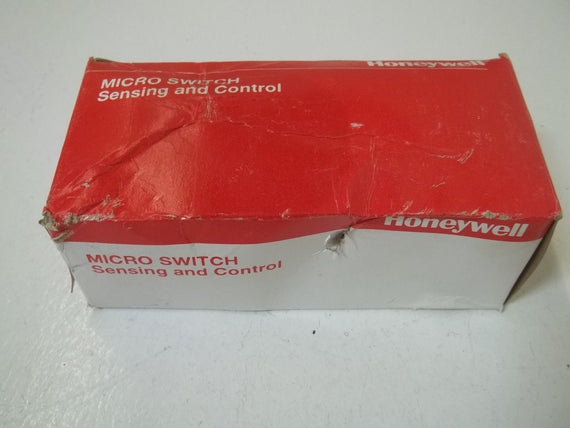 Honeywell
MICRO SWITCH
Sensing and Control
Honeywell
MICRO SWITCH
Sensing and Control